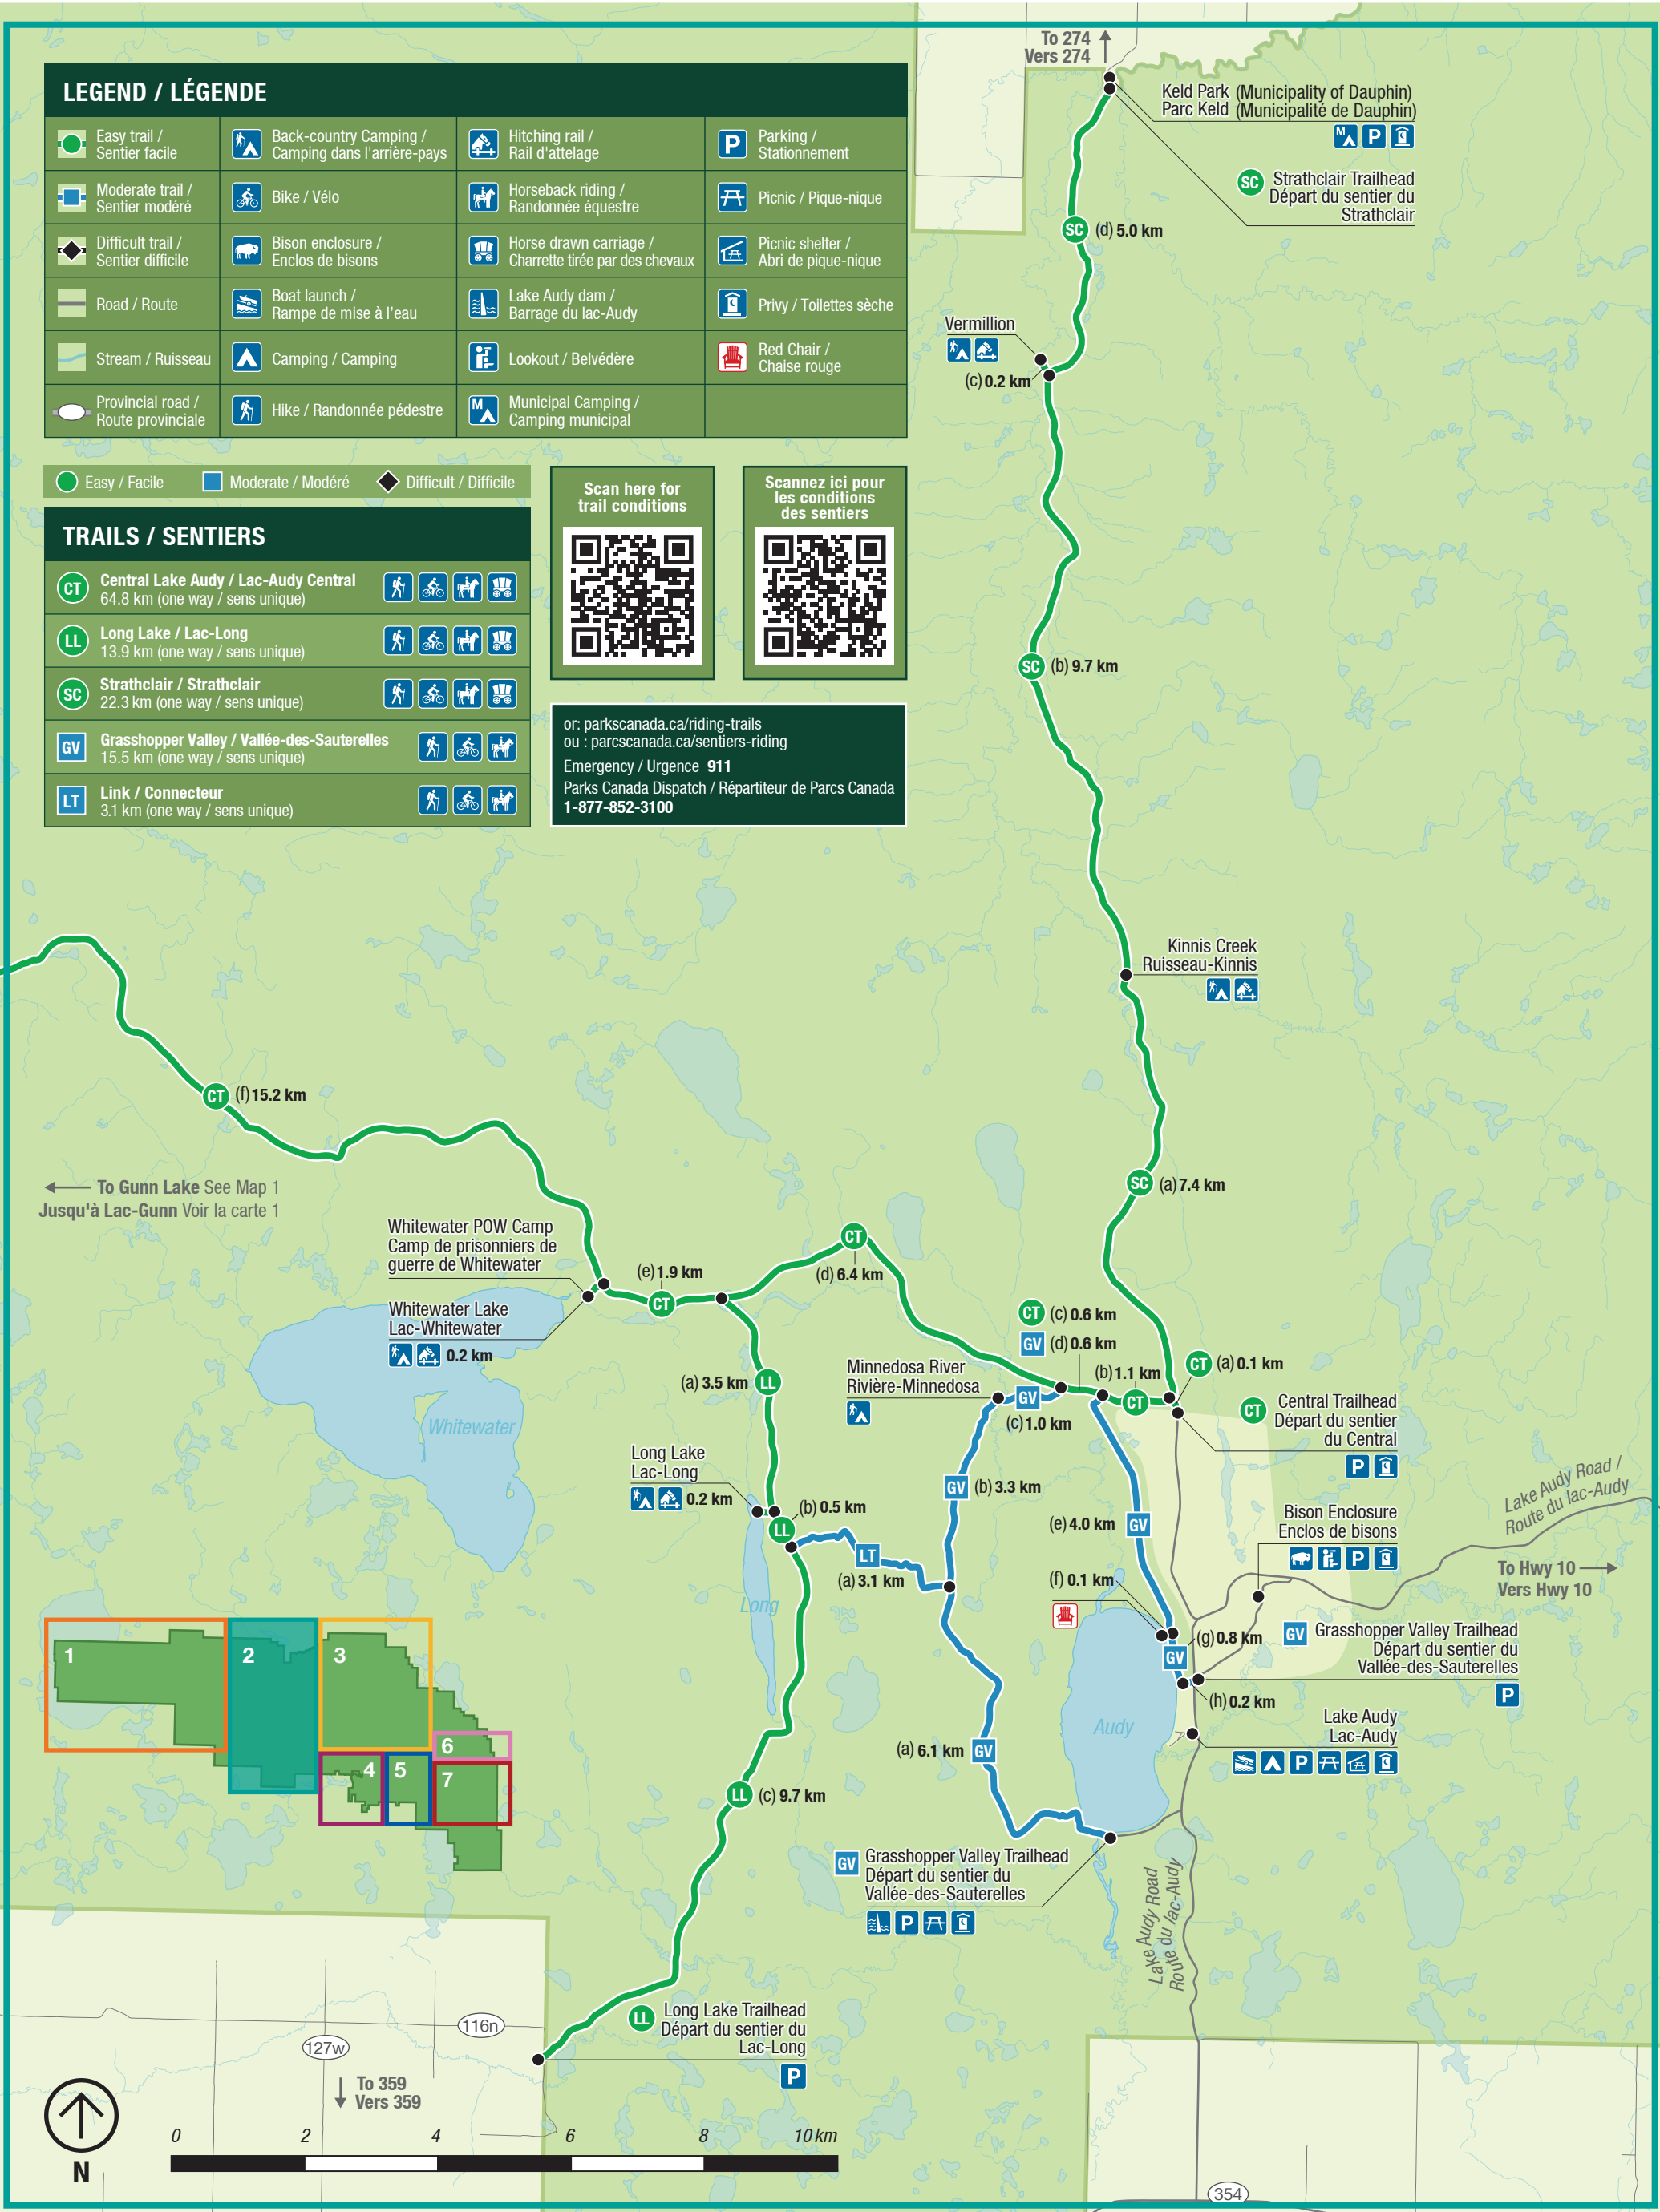 To 274
Vers 274
LEGEND / LÉGENDE
Easy trail /
Sentier facile
Back-country Camping /
Camping dans l'arrière-pays
Hitching rail /
Rail d'attelage
P
Parking /
Stationnement
Moderate trail /
Sentier modéré
Bike / Vélo
Horseback riding /
Randonnée équestre
Picnic / Pique-nique
Difficult trail /
Sentier difficile
Bison enclosure /
Enclos de bisons
Horse drawn carriage /
Charrette tirée par des chevaux
Picnic shelter /
Abri de pique-nique
Road / Route
Boat launch /
Rampe de mise à l'eau
Lake Audy dam /
Barrage du lac-Audy
Privy / Toilettes sèche
Stream / Ruisseau
Camping / Camping
Lookout / Belvédère
Red Chair /
Chaise rouge
Provincial road /
Route provinciale
Hike / Randonnée pédestre
M
Municipal Camping /
Camping municipal
Easy / Facile
Moderate / Modéré
Difficult / Difficile
TRAILS / SENTIERS
CT
Central Lake Audy / Lac-Audy Central
64.8 km (one way / sens unique)
LL
Long Lake / Lac-Long
13.9 km (one way / sens unique)
SC
Strathclair / Strathclair
22.3 km (one way / sens unique)
GV
Grasshopper Valley / Vallée-des-Sauterelles
15.5 km (one way / sens unique)
LT
Link / Connecteur
3.1 km (one way / sens unique)
Scan here for
trail conditions
Scannez ici pour
les conditions
des sentiers
or: parkscanada.ca/riding-trails
ou : parcscanada.ca/sentiers-riding
Emergency / Urgence 911
Parks Canada Dispatch / Répartiteur de Parcs Canada
1-877-852-3100
Keld Park (Municipality of Dauphin)
Parc Keld (Municipalité de Dauphin)
M
P
SC
Strathclair Trailhead
Départ du sentier du
Strathclair
SC
(d) 5.0 km
Vermillion
(c) 0.2 km
SC
(b) 9.7 km
Kinnis Creek
Ruisseau-Kinnis
CT
(f) 15.2 km
SC
(a) 7.4 km
To Gunn Lake See Map 1
Jusqu'à Lac-Gunn Voir la carte 1
Whitewater POW Camp
Camp de prisonniers de
guerre de Whitewater
Whitewater Lake
Lac-Whitewater
0.2 km
(e) 1.9 km
CT
CT
(d) 6.4 km
CT
(c) 0.6 km
GV
(d) 0.6 km
(b) 1.1 km
CT
CT
(a) 0.1 km
Minnedosa River
Rivière-Minnedosa
GV
(c) 1.0 km
CT
Central Trailhead
Départ du sentier
du Central
P
(a) 3.5 km
LL
Whitewater
Long Lake
Lac-Long
0.2 km
(b) 0.5 km
LL
GV
(b) 3.3 km
LT
(a) 3.1 km
(e) 4.0 km
GV
Bison Enclosure
Enclos de bisons
P
Lake Audy Road /
Route du lac-Audy
To Hwy 10
Vers Hwy 10
(f) 0.1 km
Long
(g) 0.8 km
GV
GV
Grasshopper Valley Trailhead
Départ du sentier du
Vallée-des-Sauterelles
P
(h) 0.2 km
Lake Audy
Lac-Audy
P
Audy
(a) 6.1 km
GV
LL
(c) 9.7 km
GV
Grasshopper Valley Trailhead
Départ du sentier du
Vallée-des-Sauterelles
P
Lake Audy Road
Route du lac-Audy
1
2
3
4
5
6
7
LL
Long Lake Trailhead
Départ du sentier du
Lac-Long
P
116n
127w
To 359
Vers 359
354
N
0
2
4
6
8
10 km